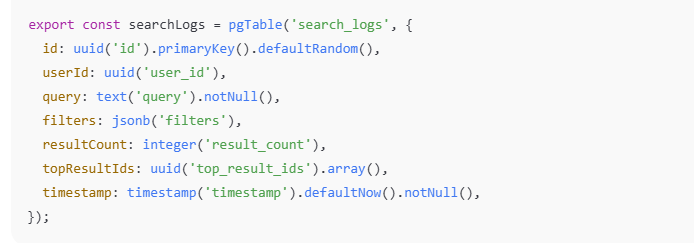 export const searchLogs = pgTable('search_logs', {
  id: uuid('id').primaryKey().defaultRandom(),
  userId: uuid('user_id'),
  query: text('query').notNull(),
  filters: jsonb('filters'),
  resultCount: integer('result_count'),
  topResultIds: uuid('top_result_ids').array(),
  timestamp: timestamp('timestamp').defaultNow().notNull(),
});